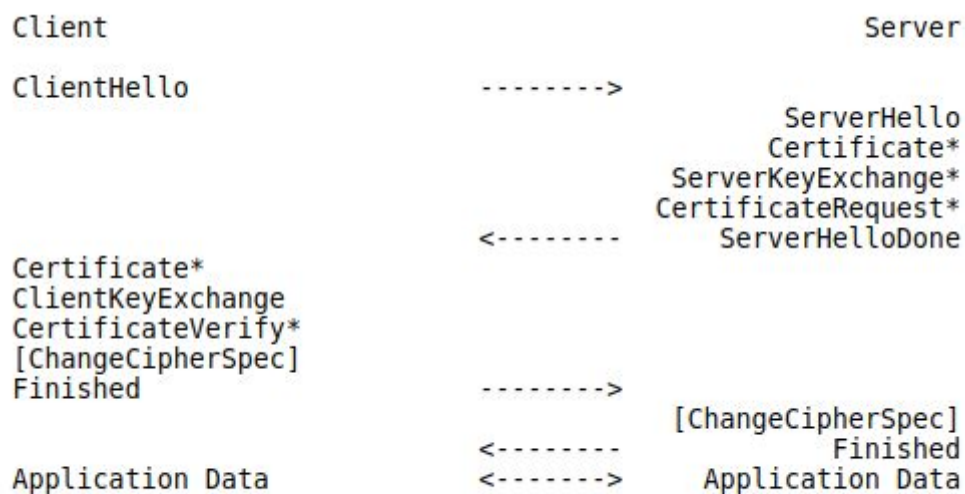 Client                                                Server

ClientHello                  -------->
                                                 ServerHello
                                                Certificate*
                                          ServerKeyExchange*
                                         CertificateRequest*
                             <--------       ServerHelloDone
Certificate*
ClientKeyExchange
CertificateVerify*
[ChangeCipherSpec]
Finished                     -------->
                                          [ChangeCipherSpec]
                             <--------              Finished
Application Data             <------->      Application Data